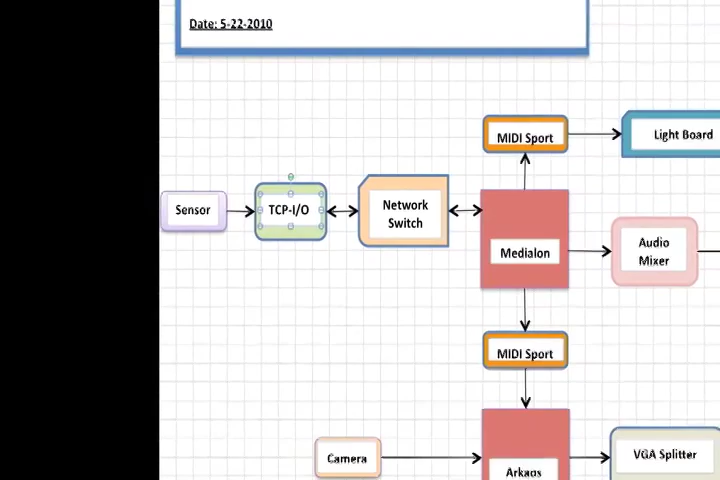 Date: 5-22-2010
MIDI Sport
Light Board
Sensor
TCP-I/O
Network
Switch
Medialon
Audio
Mixer
MIDI Sport
Camera
Arkaos
VGA Splitter